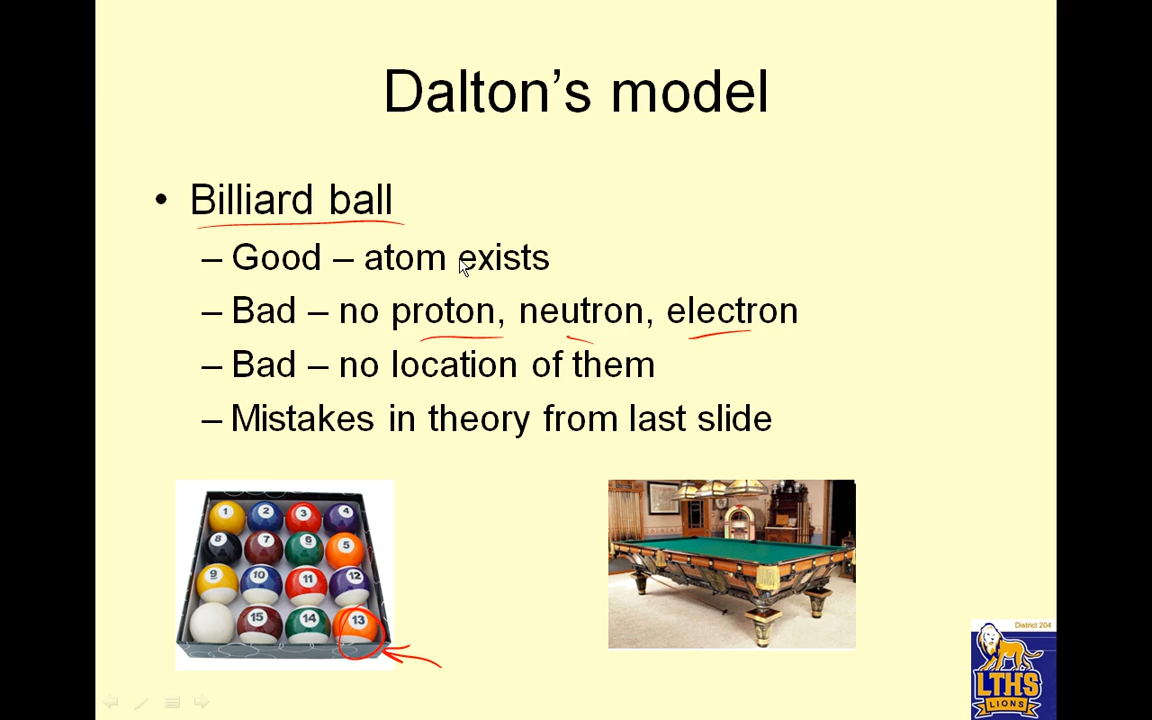 Dalton’s model
• Billiard ball
– Good – atom exists
– Bad – no proton, neutron, electron
– Bad – no location of them
– Mistakes in theory from last slide
1 2 3 4
8 7 6 5
9 10 11 12
15 14 13
District 204
LTHS
LIONS